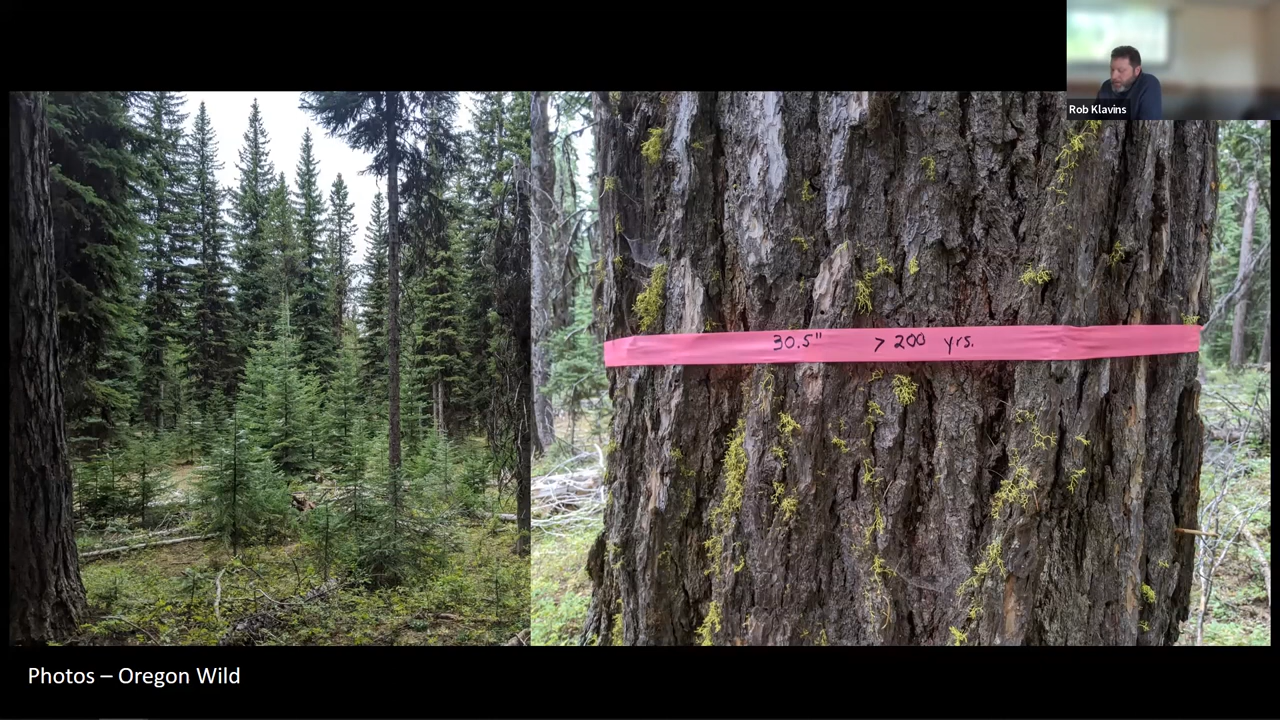 Rob Klavins
30.5" > 200 yrs.
Photos – Oregon Wild